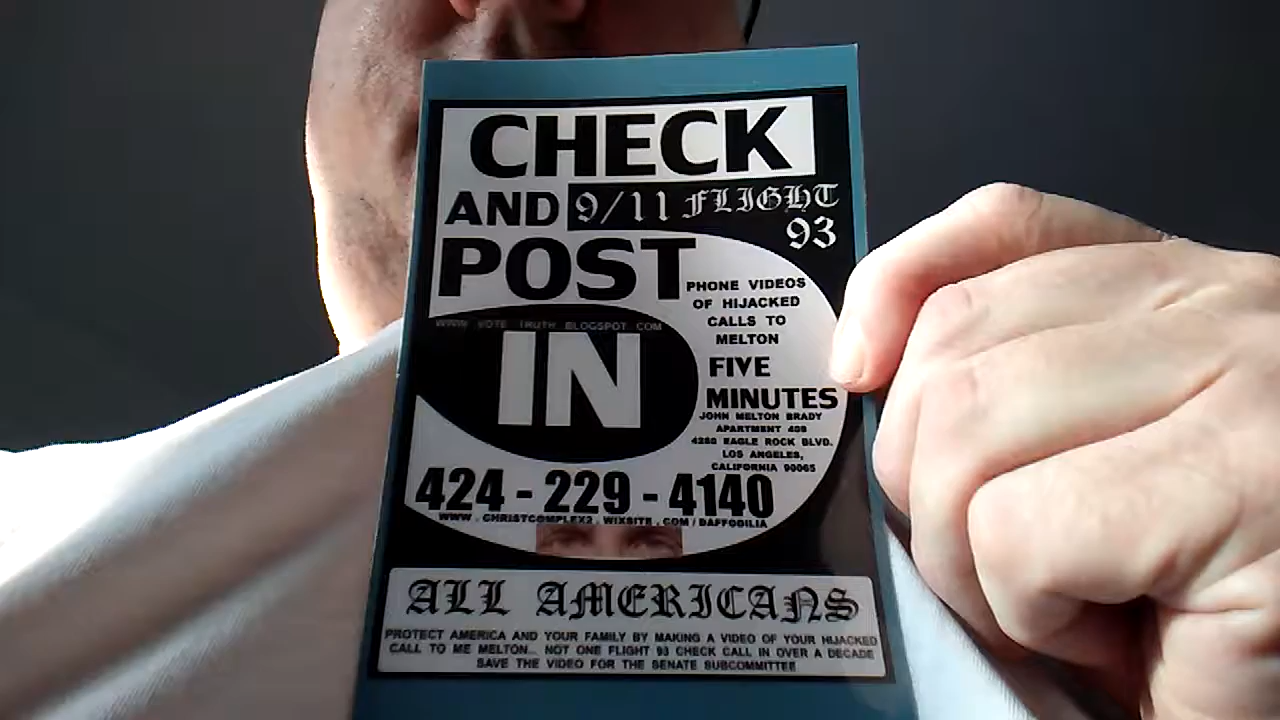 CHECK
AND 9/11 FLIGHT
93
POST
PHONE VIDEOS
OF HIJACKED
CALLS TO
MELTON
WWW VOTE TRUTH BLOGSPOT COM
IN
FIVE
MINUTES
JOHN MELTON BRADY
APARTMENT
EAGLE ROCK BLVD.
LOS ANGELES,
CALIFORNIA 90065
424 - 229 - 4140
WWW . CHRISTCOMPLEX2 . WIXSITE . COM / DAFFODILIA
ALL AMERICANS
PROTECT AMERICA AND YOUR FAMILY BY MAKING A VIDEO OF YOUR HIJACKED
CALL TO ME MELTON... NOT ONE FLIGHT 93 CHECK CALL IN OVER A DECADE
SAVE THE VIDEO FOR THE SENATE SUBCOMMITTEE